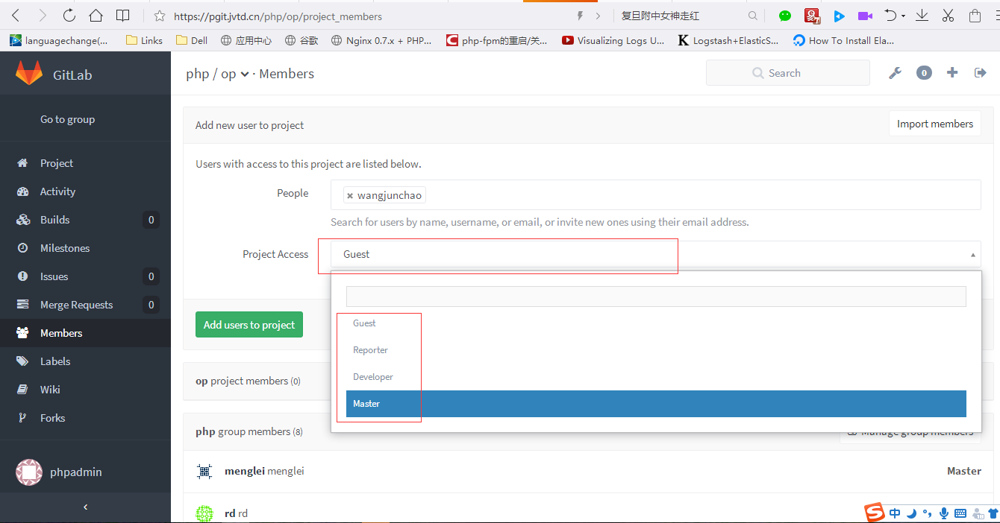 https://pgit.jvtd.cn/php/op/project_members
复旦附中女神走红
languagechange(...
Links
Dell
应用中心
谷歌
Nginx 0.7.x + PHP...
php-fpm的重启/关...
Visualizing Logs U...
Logstash+ElasticS...
How To Install Ela...
GitLab
php / op · Members
Search
0
Go to group
Add new user to project
Import members
Project
Users with access to this project are listed below.
Activity
People
× wangjunchao
Builds 0
Search for users by name, username, or email, or invite new ones using their email address.
Milestones
Project Access
Guest
Issues 0
Merge Requests 0
Guest
Add users to project
Members
Reporter
Labels
Developer
op project members (0)
Wiki
Master
Forks
php group members (8)
Manage group members
phpadmin
menglei menglei
Master
rd rd
中